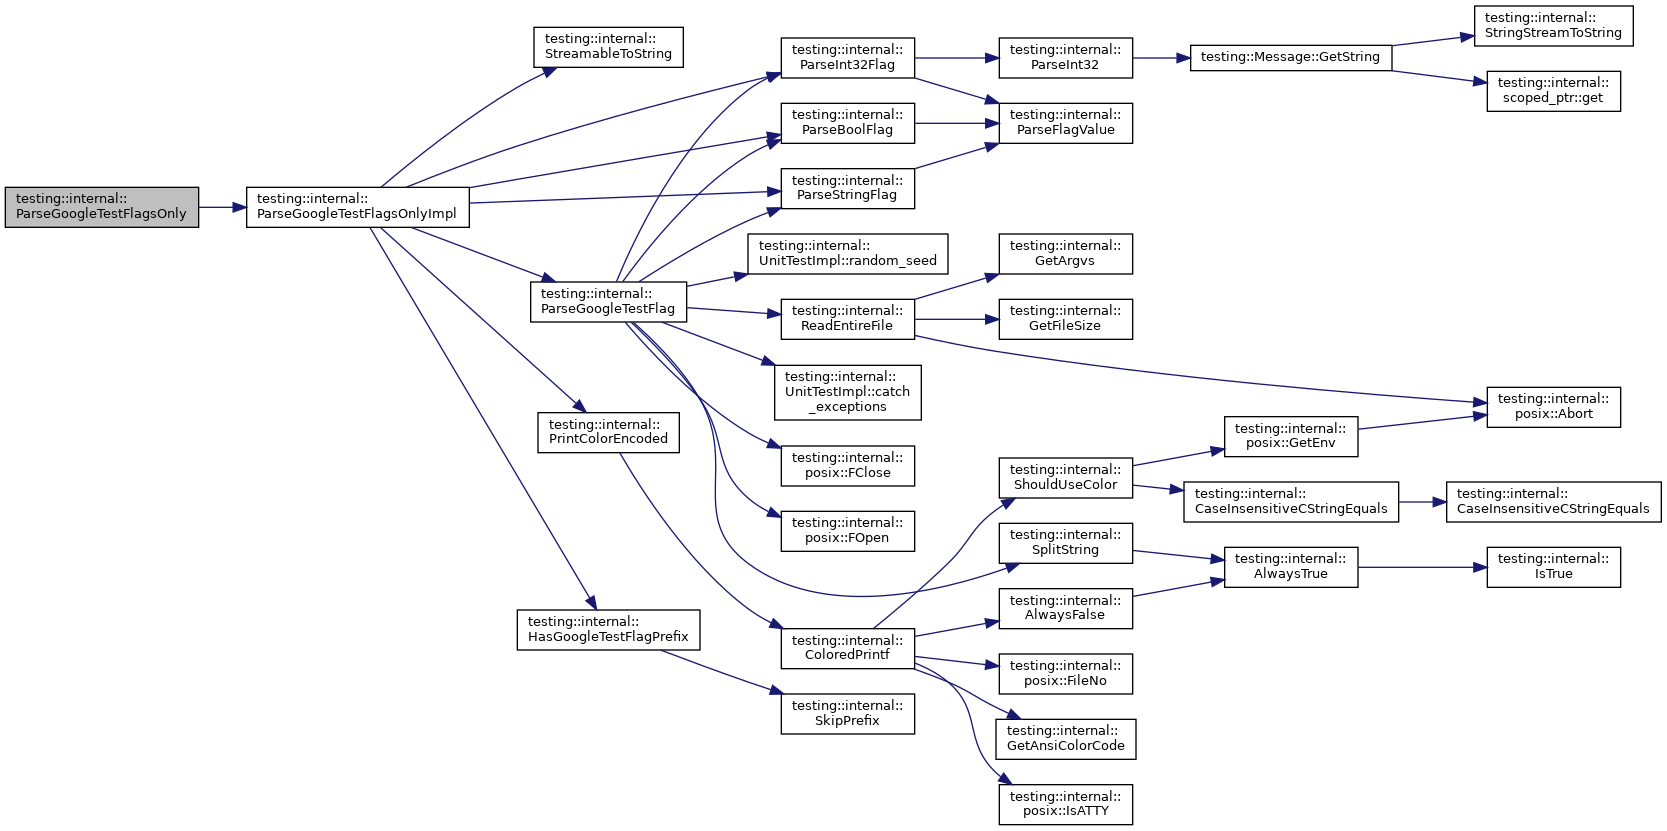 testing::internal::
ParseGoogleTestFlagsOnly
testing::internal::
ParseGoogleTestFlagsOnlyImpl
testing::internal::
StreamableToString
testing::internal::
ParseGoogleTestFlag
testing::internal::
PrintColorEncoded
testing::internal::
HasGoogleTestFlagPrefix
testing::internal::
ParseInt32Flag
testing::internal::
ParseBoolFlag
testing::internal::
ParseStringFlag
testing::internal::
UnitTestImpl::random_seed
testing::internal::
ReadEntireFile
testing::internal::
UnitTestImpl::catch
_exceptions
testing::internal::
posix::FClose
testing::internal::
posix::FOpen
testing::internal::
ColoredPrintf
testing::internal::
SkipPrefix
testing::internal::
ParseInt32
testing::internal::
ParseFlagValue
testing::internal::
GetArgvs
testing::internal::
GetFileSize
testing::internal::
ShouldUseColor
testing::internal::
SplitString
testing::internal::
AlwaysFalse
testing::internal::
posix::FileNo
testing::internal::
GetAnsiColorCode
testing::internal::
posix::IsATTY
testing::Message::GetString
testing::internal::
posix::GetEnv
testing::internal::
CaseInsensitiveCStringEquals
testing::internal::
AlwaysTrue
testing::internal::
StringStreamToString
testing::internal::
scoped_ptr::get
testing::internal::
posix::Abort
testing::internal::
CaseInsensitiveCStringEquals
testing::internal::
IsTrue